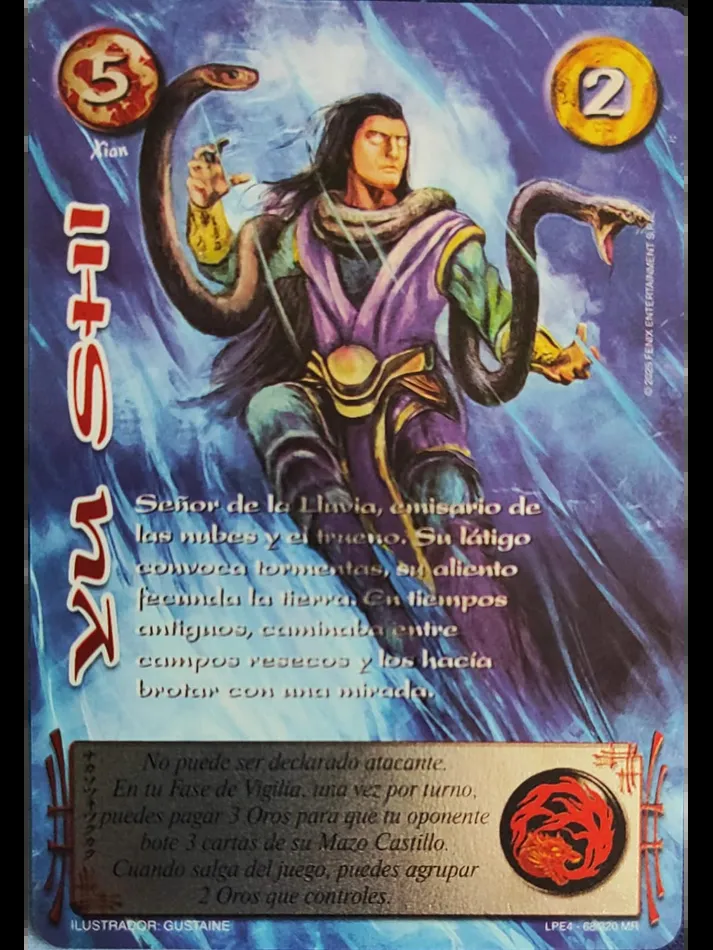 5
2
Xian
YU SHI
© 2025 FENIX ENTERTAINMENT S.R.L.
Señor de la Lluvia, emisario de
las nubes y el trueno. Su látigo
convoca tormentas, su aliento
fecunda la tierra. En tiempos
antiguos, caminaba entre
campos resecos y los hacía
brotar con una mirada.
No puede ser declarado atacante.
En tu Fase de Vigilia, una vez por turno,
puedes pagar 3 Oros para que tu oponente
bote 3 cartas de su Mazo Castillo.
Cuando salga del juego, puedes agrupar
2 Oros que controles.
ILUSTRADOR: GUSTAINE
LPE4 - 68/320 MR